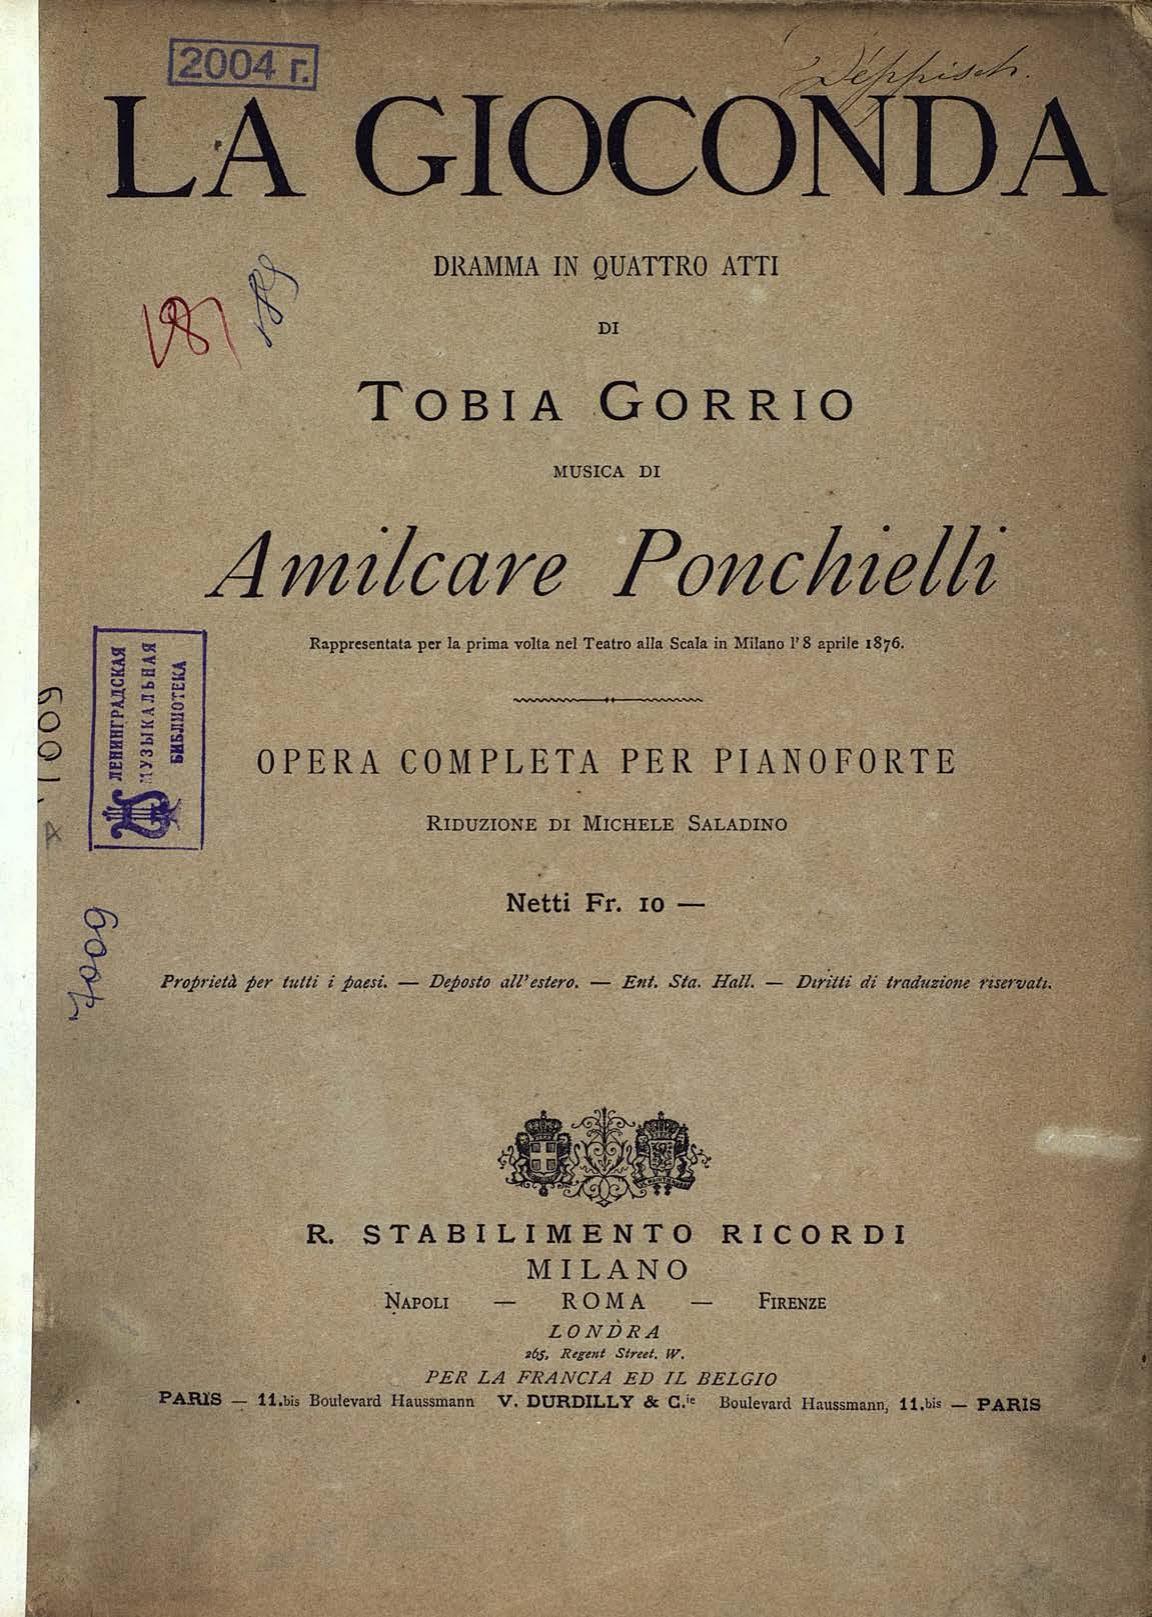 2004 г.
Deppisch.
LA GIOCONDA
DRAMMA IN QUATTRO ATTI
DI
TOBIA GORRIO
MUSICA DI
Amilcare Ponchielli
Rappresentata per la prima volta nel Teatro alla Scala in Milano l'8 aprile 1876.
OPERA COMPLETA PER PIANOFORTE
RIDUZIONE DI MICHELE SALADINO
Netti Fr. 10 —
Proprietà per tutti i paesi. — Deposto all'estero. — Ent. Sta. Hall. — Diritti di traduzione riservati.
189
ЛЕНИНГРАДСКАЯ
МУЗЫКАЛЬНАЯ
БИБЛИОТЕКА
7009
7009
R. STABILIMENTO RICORDI
MILANO
NAPOLI — ROMA — FIRENZE
LONDRA
265, Regent Street. W.
PER LA FRANCIA ED IL BELGIO
PARIS — 11.bis Boulevard Haussmann V. DURDILLY & C.ie Boulevard Haussmann, 11.bis — PARIS